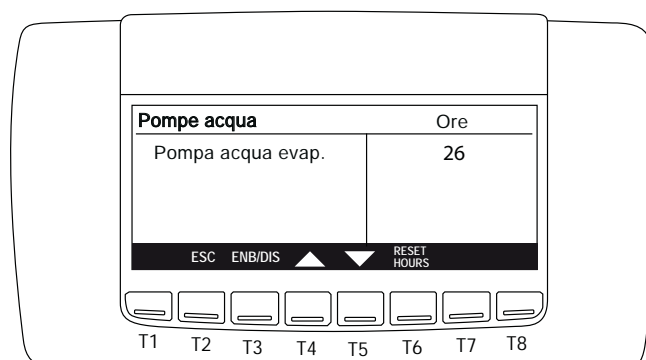 Pompe acqua Ore
Pompa acqua evap. 26
ESC ENB/DIS RESET HOURS
T1 T2 T3 T4 T5 T6 T7 T8